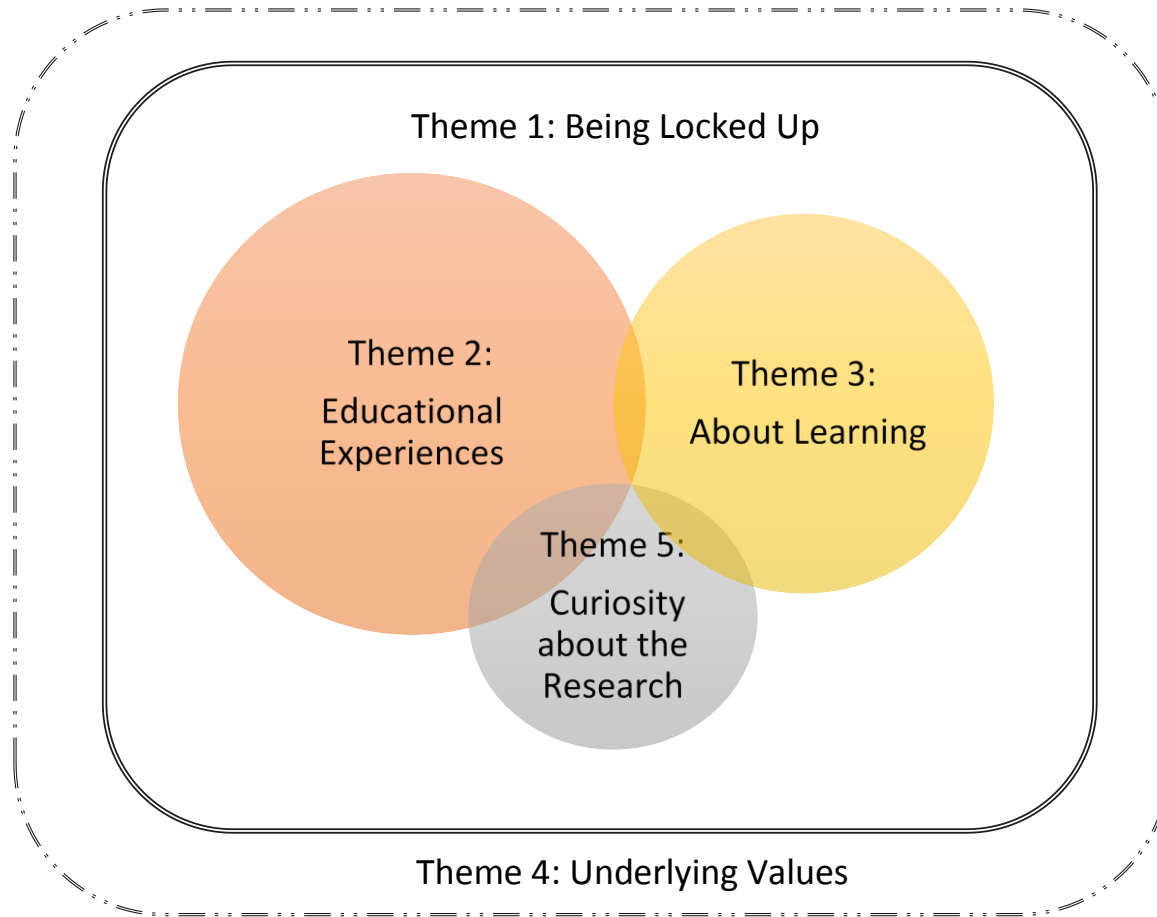 Theme 1: Being Locked Up
Theme 2:
Educational
Experiences
Theme 3:
About Learning
Theme 5:
Curiosity
about the
Research
Theme 4: Underlying Values